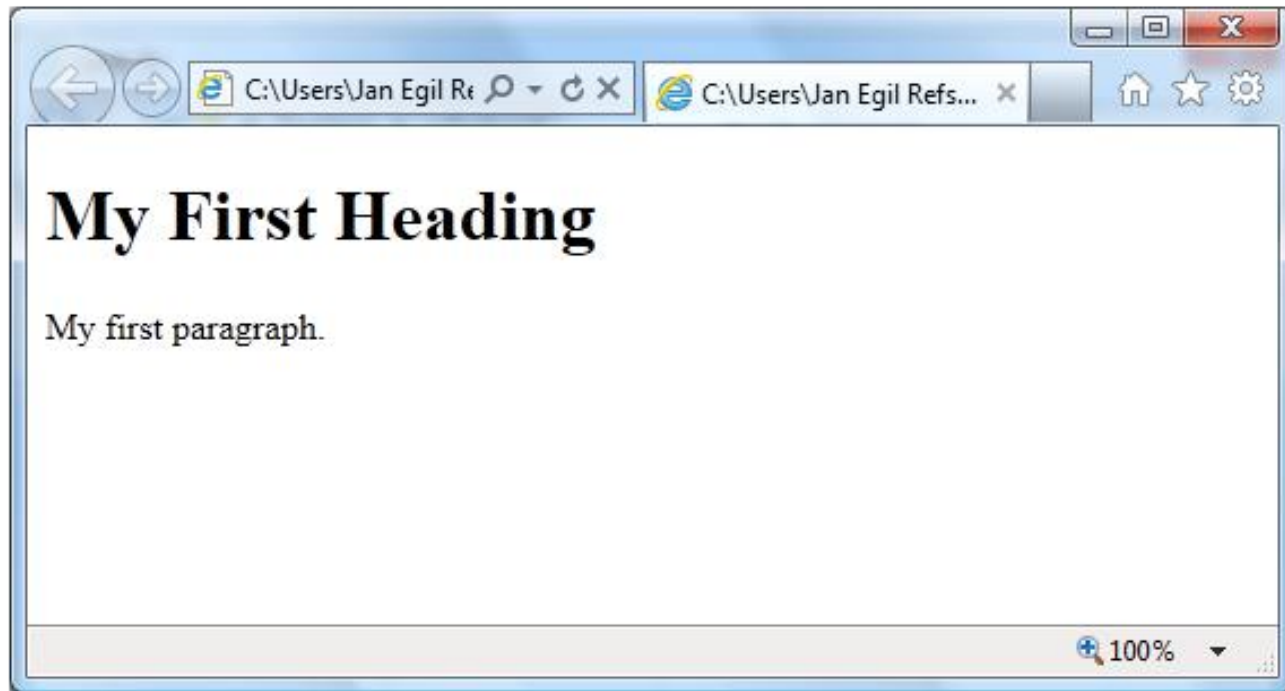 C:\Users\Jan Egil Re
C:\Users\Jan Egil Refs...
My First Heading
My first paragraph.
100%